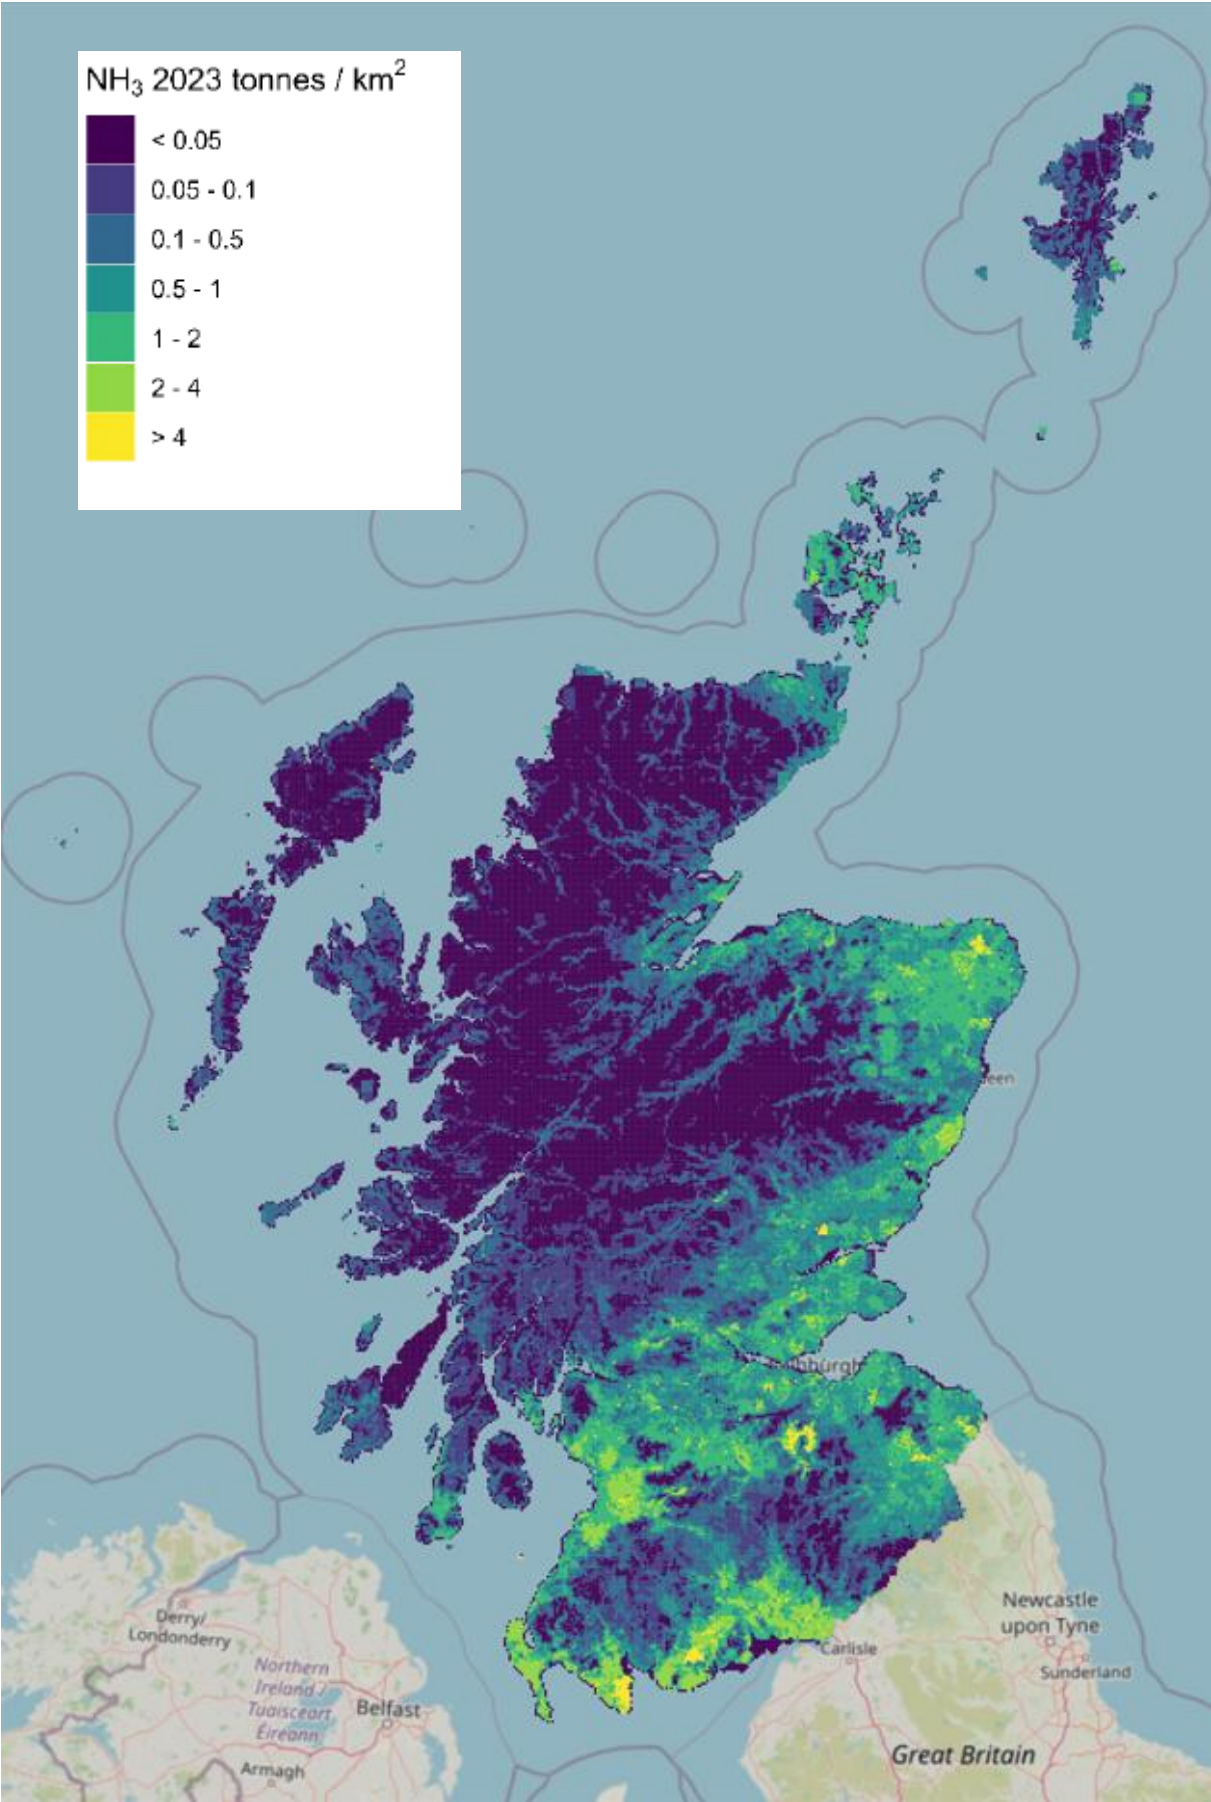 NH₃ 2023 tonnes / km²
< 0.05
0.05 - 0.1
0.1 - 0.5
0.5 - 1
1 - 2
2 - 4
> 4
Derry/
Londonderry
Northern
Ireland /
Tuaisceart
Éireann
Belfast
Armagh
Newcastle
upon Tyne
Sunderland
Carlisle
Great Britain